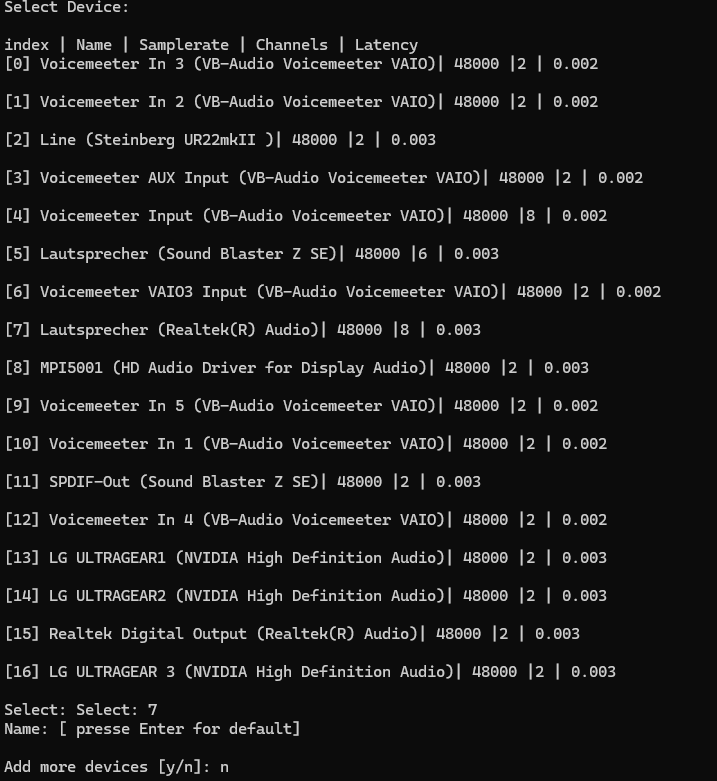 Select Device:
index | Name | Samplerate | Channels | Latency
[0] Voicemeeter In 3 (VB-Audio Voicemeeter VAIO)| 48000 |2 | 0.002
[1] Voicemeeter In 2 (VB-Audio Voicemeeter VAIO)| 48000 |2 | 0.002
[2] Line (Steinberg UR22mkII )| 48000 |2 | 0.003
[3] Voicemeeter AUX Input (VB-Audio Voicemeeter VAIO)| 48000 |2 | 0.002
[4] Voicemeeter Input (VB-Audio Voicemeeter VAIO)| 48000 |8 | 0.002
[5] Lautsprecher (Sound Blaster Z SE)| 48000 |6 | 0.003
[6] Voicemeeter VAIO3 Input (VB-Audio Voicemeeter VAIO)| 48000 |2 | 0.002
[7] Lautsprecher (Realtek(R) Audio)| 48000 |8 | 0.003
[8] MPI5001 (HD Audio Driver for Display Audio)| 48000 |2 | 0.003
[9] Voicemeeter In 5 (VB-Audio Voicemeeter VAIO)| 48000 |2 | 0.002
[10] Voicemeeter In 1 (VB-Audio Voicemeeter VAIO)| 48000 |2 | 0.002
[11] SPDIF-Out (Sound Blaster Z SE)| 48000 |2 | 0.003
[12] Voicemeeter In 4 (VB-Audio Voicemeeter VAIO)| 48000 |2 | 0.002
[13] LG ULTRAGEAR1 (NVIDIA High Definition Audio)| 48000 |2 | 0.003
[14] LG ULTRAGEAR2 (NVIDIA High Definition Audio)| 48000 |2 | 0.003
[15] Realtek Digital Output (Realtek(R) Audio)| 48000 |2 | 0.003
[16] LG ULTRAGEAR 3 (NVIDIA High Definition Audio)| 48000 |2 | 0.003
Select: Select: 7
Name: [ presse Enter for default]
Add more devices [y/n]: n